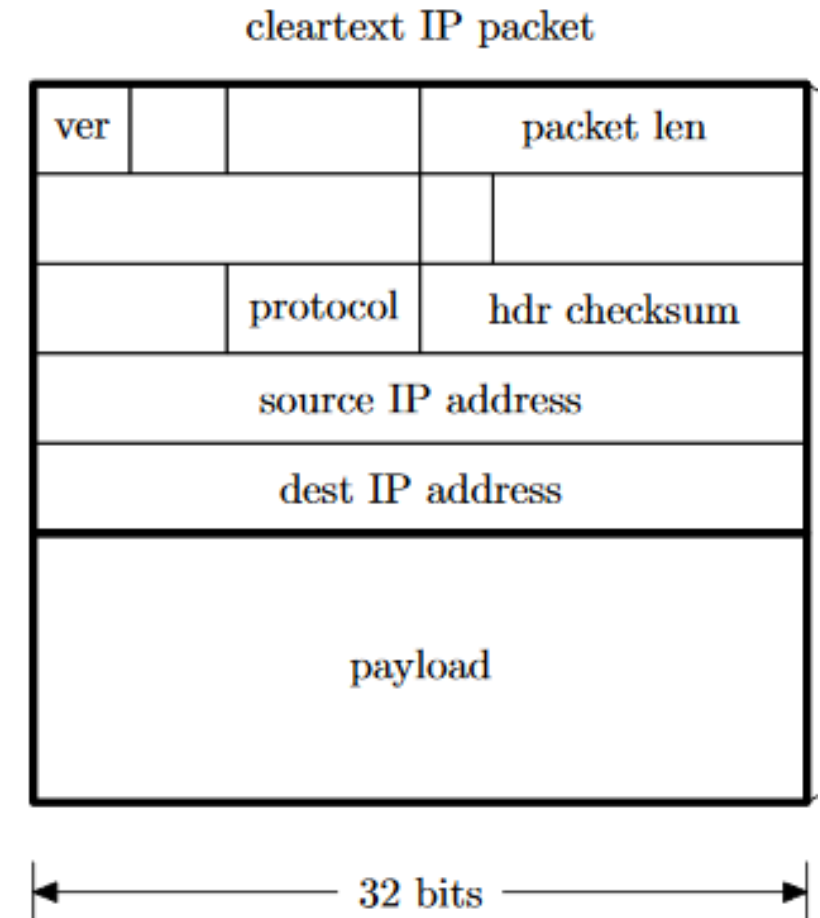 cleartext IP packet
ver packet len
protocol hdr checksum
source IP address
dest IP address
payload
32 bits